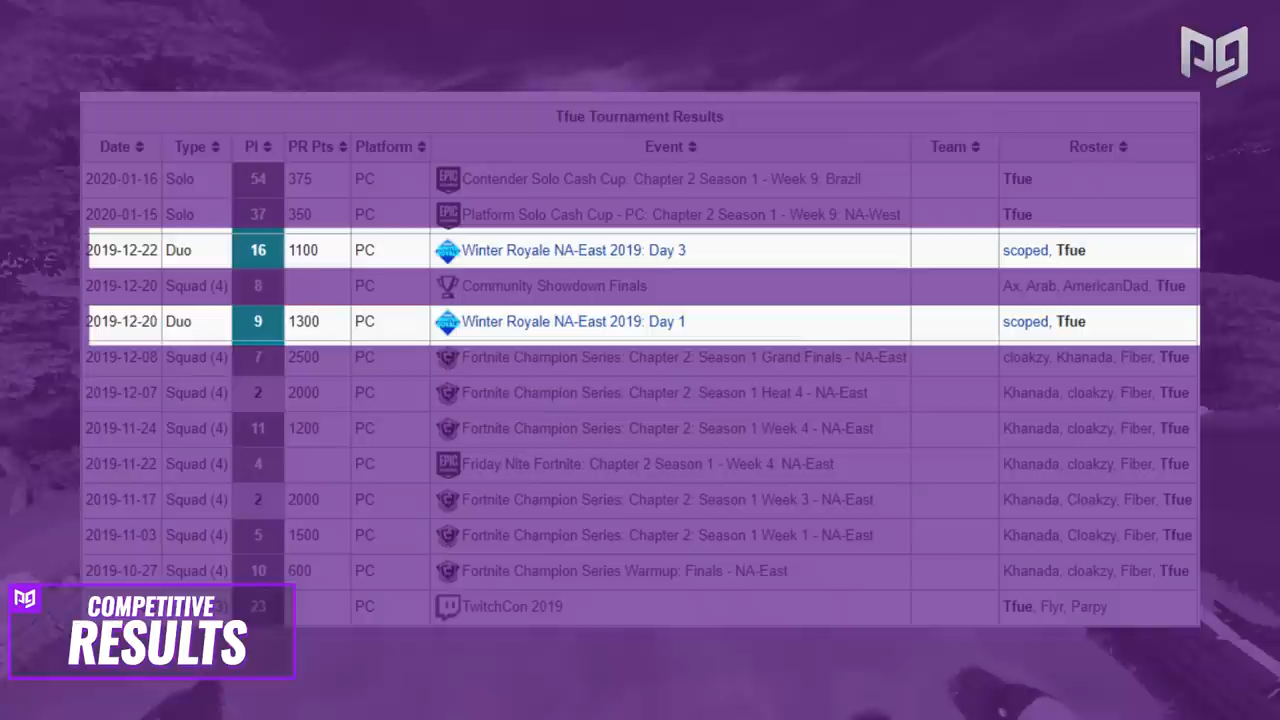 PG
Tfue Tournament Results
Date Type Pl PR Pts Platform Event Team Roster
2020-01-16 Solo 54 375 PC EPIC GAMES Contender Solo Cash Cup: Chapter 2 Season 1 - Week 9: Brazil Tfue
2020-01-15 Solo 37 350 PC EPIC GAMES Platform Solo Cash Cup - PC: Chapter 2 Season 1 - Week 9: NA-West Tfue
2019-12-22 Duo 16 1100 PC Winter Royale NA-East 2019: Day 3 scoped, Tfue
2019-12-20 Squad (4) 8 PC Community Showdown Finals Ax, Arab, AmericanDad, Tfue
2019-12-20 Duo 9 1300 PC Winter Royale NA-East 2019: Day 1 scoped, Tfue
2019-12-08 Squad (4) 7 2500 PC Fortnite Champion Series: Chapter 2: Season 1 Grand Finals - NA-East cloakzy, Khanada, Fiber, Tfue
2019-12-07 Squad (4) 2 2000 PC Fortnite Champion Series: Chapter 2: Season 1 Heat 4 - NA-East Khanada, cloakzy, Fiber, Tfue
2019-11-24 Squad (4) 11 1200 PC Fortnite Champion Series: Chapter 2: Season 1 Week 4 - NA-East Khanada, cloakzy, Fiber, Tfue
2019-11-22 Squad (4) 4 PC EPIC GAMES Friday Nite Fortnite: Chapter 2 Season 1 - Week 4: NA-East Khanada, cloakzy, Fiber, Tfue
2019-11-17 Squad (4) 2 2000 PC Fortnite Champion Series: Chapter 2: Season 1 Week 3 - NA-East Khanada, Cloakzy, Fiber, Tfue
2019-11-03 Squad (4) 5 1500 PC Fortnite Champion Series: Chapter 2: Season 1 Week 1 - NA-East Khanada, Cloakzy, Fiber, Tfue
2019-10-27 Squad (4) 10 600 PC Fortnite Champion Series Warmup: Finals - NA-East Khanada, cloakzy, Fiber, Tfue
23 PC TwitchCon 2019 Tfue, Flyr, Parpy
PG
COMPETITIVE
RESULTS